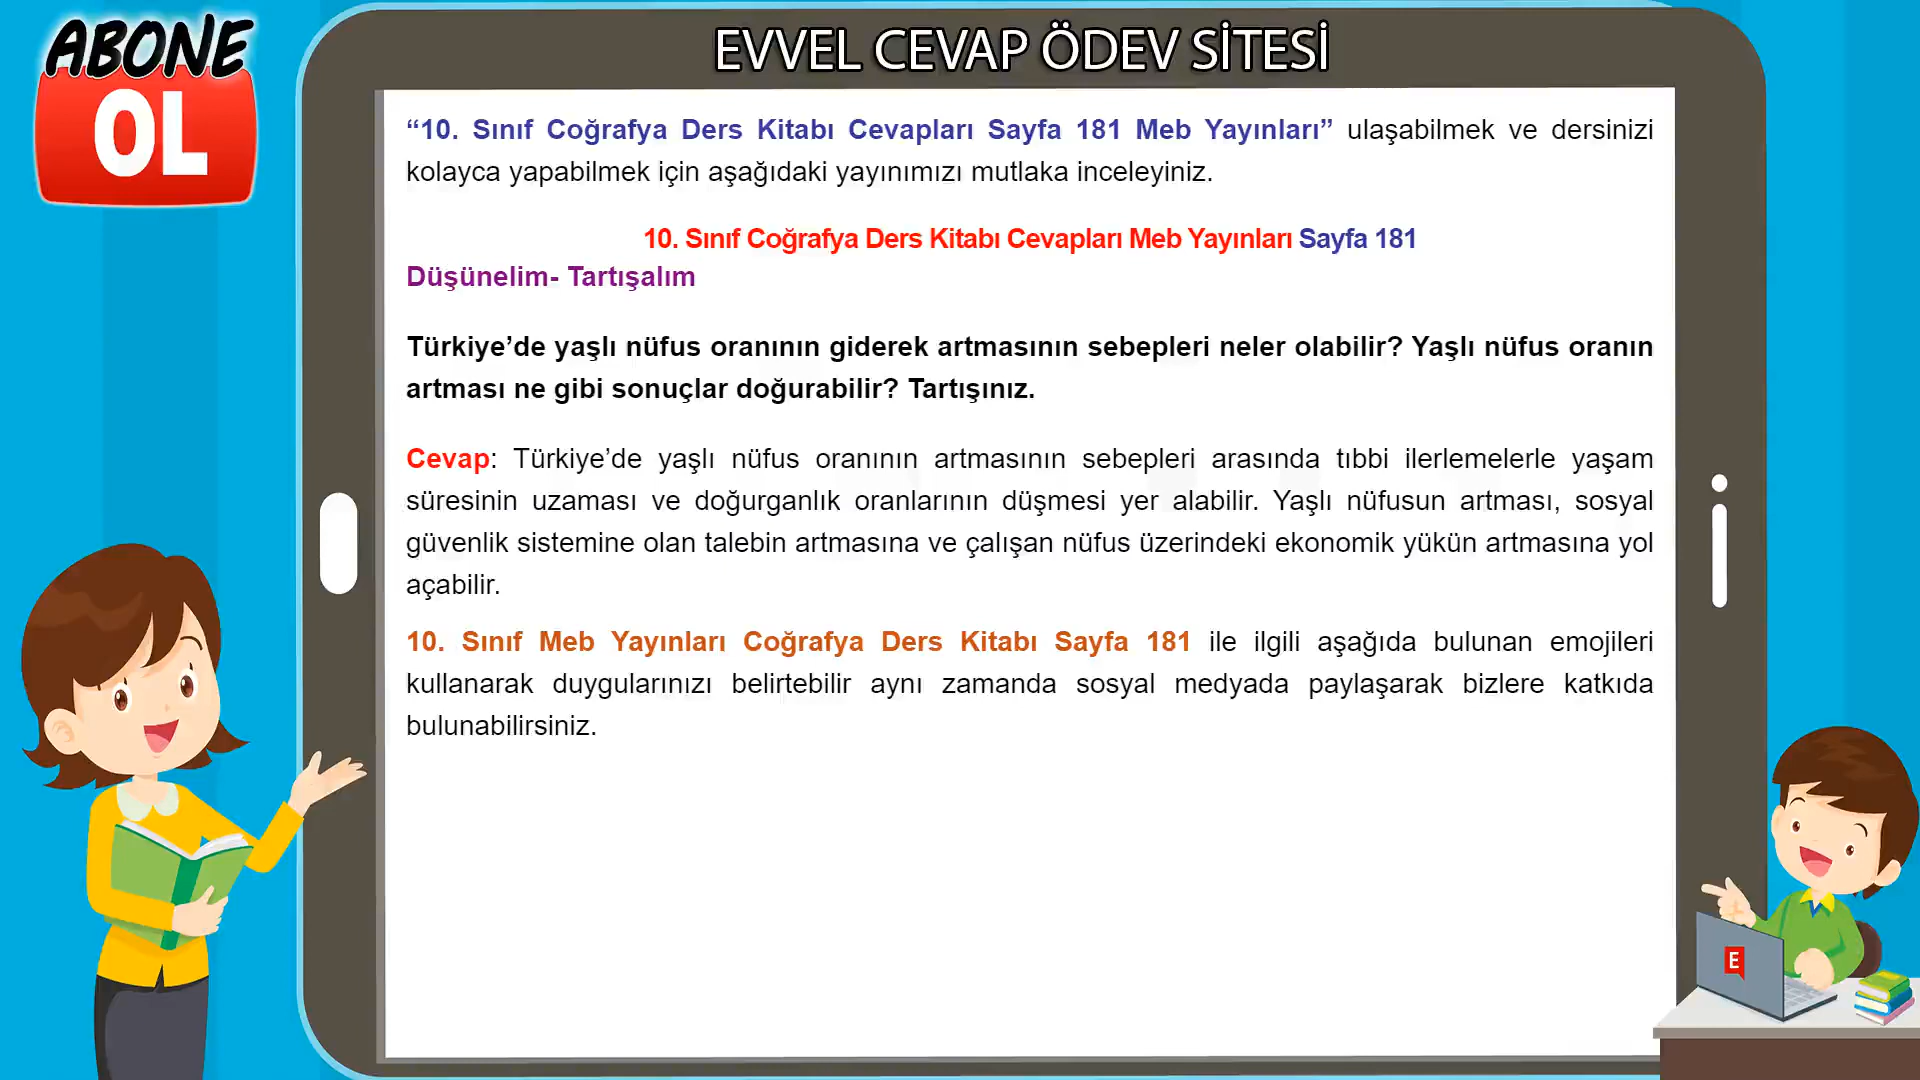 ABONE
OL
EVVEL CEVAP ÖDEV SİTESİ
“10. Sınıf Coğrafya Ders Kitabı Cevapları Sayfa 181 Meb Yayınları” ulaşabilmek ve dersinizi
kolayca yapabilmek için aşağıdaki yayınımızı mutlaka inceleyiniz.
10. Sınıf Coğrafya Ders Kitabı Cevapları Meb Yayınları Sayfa 181
Düşünelim- Tartışalım
Türkiye’de yaşlı nüfus oranının giderek artmasının sebepleri neler olabilir? Yaşlı nüfus oranın
artması ne gibi sonuçlar doğurabilir? Tartışınız.
Cevap: Türkiye’de yaşlı nüfus oranının artmasının sebepleri arasında tıbbi ilerlemelerle yaşam
süresinin uzaması ve doğurganlık oranlarının düşmesi yer alabilir. Yaşlı nüfusun artması, sosyal
güvenlik sistemine olan talebin artmasına ve çalışan nüfus üzerindeki ekonomik yükün artmasına yol
açabilir.
10. Sınıf Meb Yayınları Coğrafya Ders Kitabı Sayfa 181 ile ilgili aşağıda bulunan emojileri
kullanarak duygularınızı belirtebilir aynı zamanda sosyal medyada paylaşarak bizlere katkıda
bulunabilirsiniz.
E